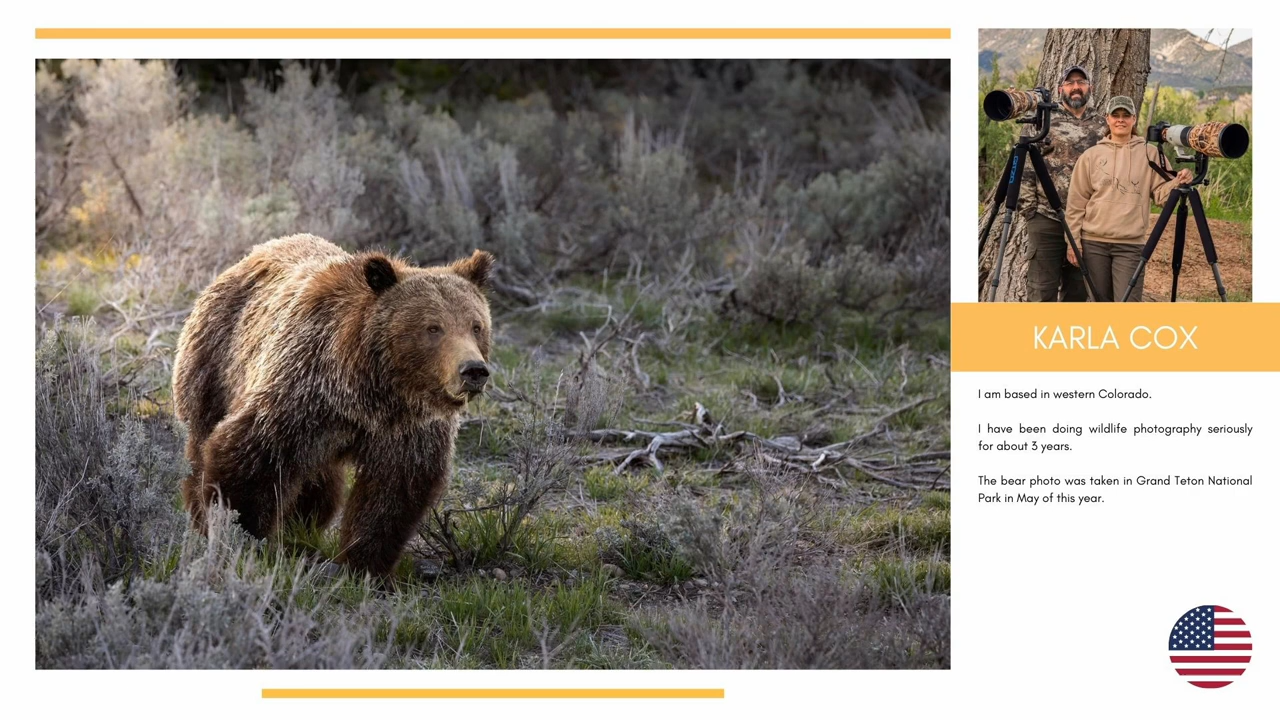 KARLA COX
I am based in western Colorado.
I have been doing wildlife photography seriously
for about 3 years.
The bear photo was taken in Grand Teton National
Park in May of this year.